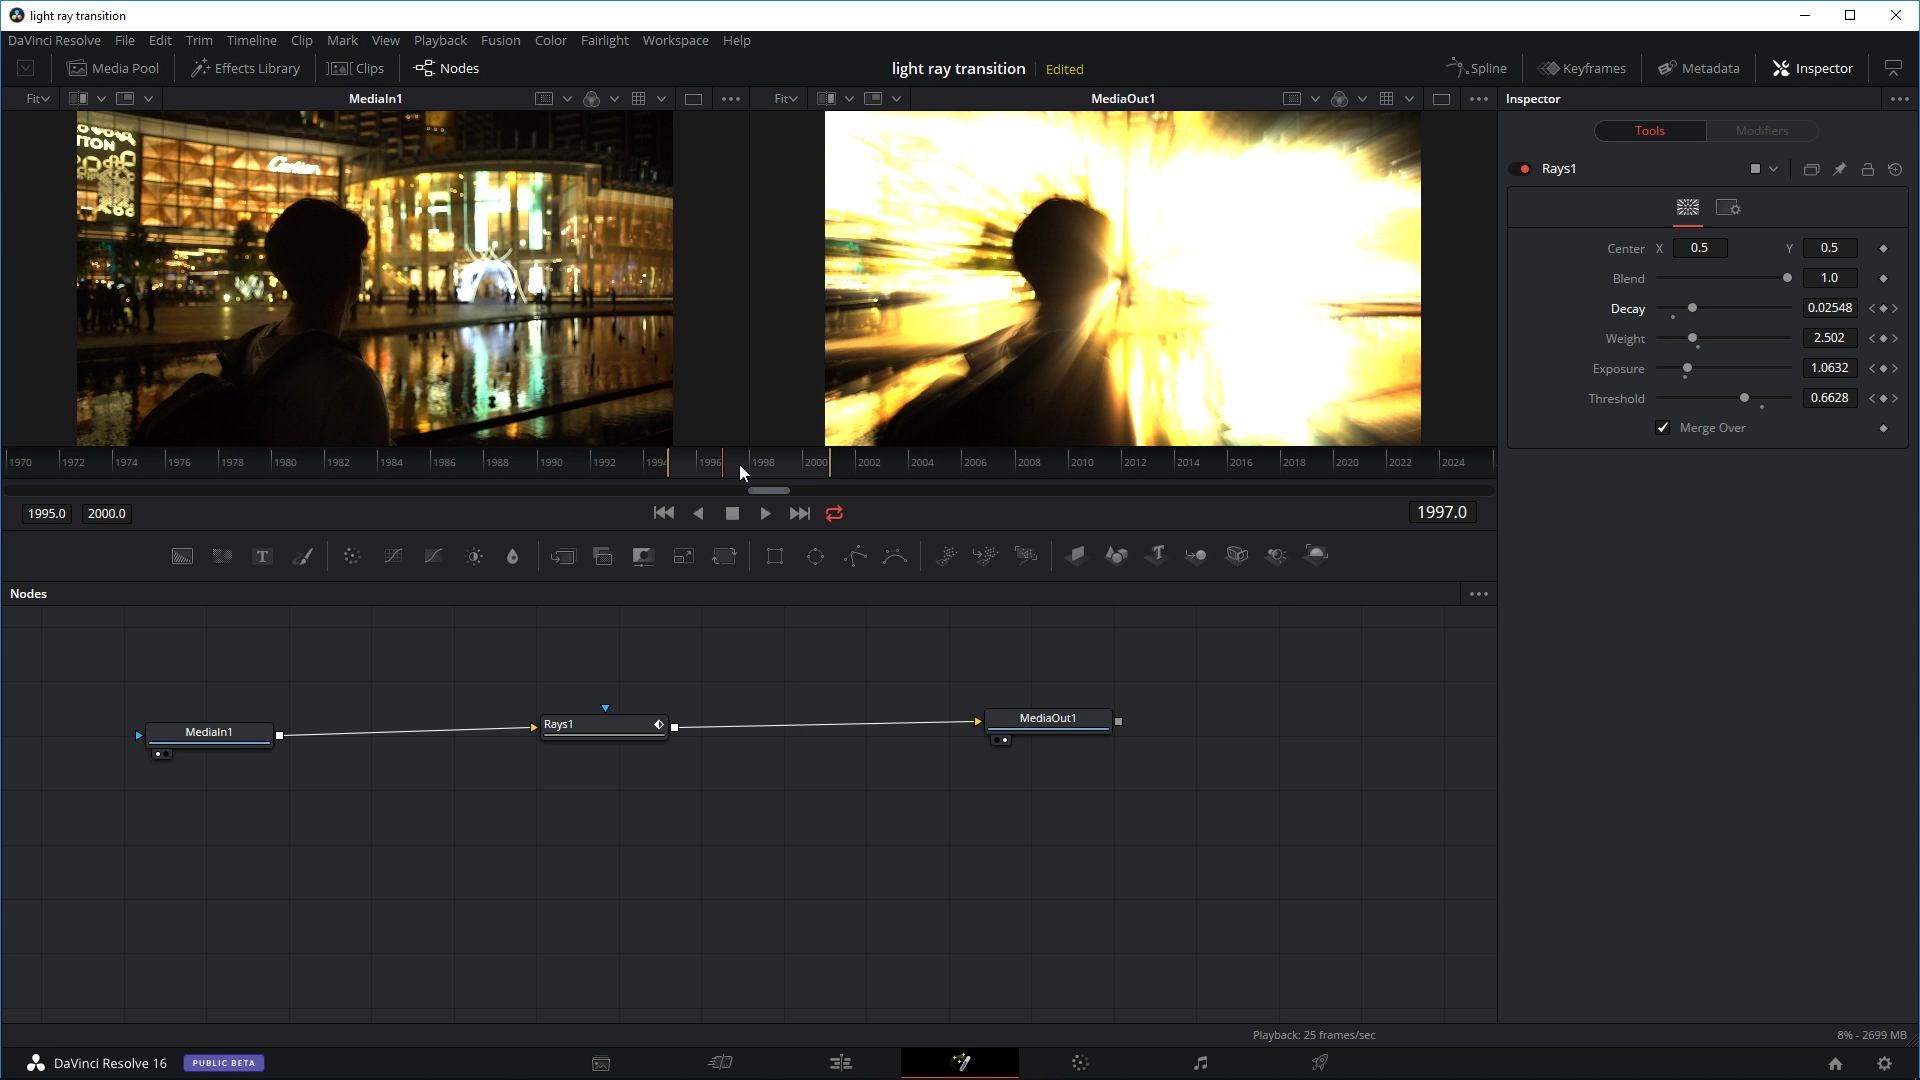 light ray transition
DaVinci Resolve File Edit Trim Timeline Clip Mark View Playback Fusion Color Fairlight Workspace Help
Media Pool Effects Library Clips Nodes light ray transition Edited Spline Keyframes Metadata Inspector
Fit MediaIn1 Fit MediaOut1 Inspector
Tools Modifiers
Rays1
TTON
Cartier
Center X 0.5 Y 0.5
Blend 1.0
Decay 0.02548
Weight 2.502
Exposure 1.0632
Threshold 0.6628
Merge Over
1970 1972 1974 1976 1978 1980 1982 1984 1986 1988 1990 1992 1994 1996 1998 2000 2002 2004 2006 2008 2010 2012 2014 2016 2018 2020 2022 2024
1995.0 2000.0 1997.0
T
Nodes
MediaIn1 Rays1 MediaOut1
Playback: 25 frames/sec 8% - 2699 MB
DaVinci Resolve 16 PUBLIC BETA